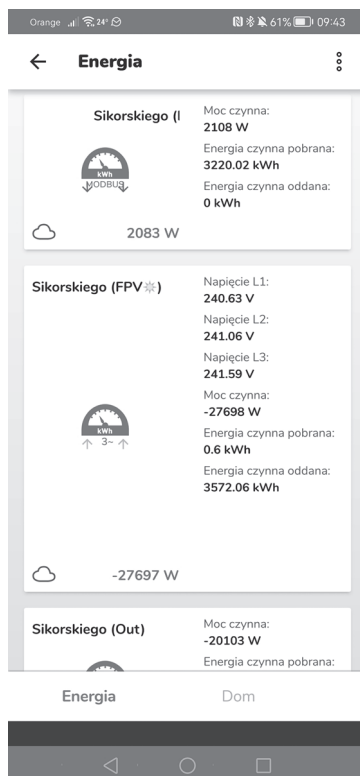 Orange 24° 61% 09:43
Energia
Sikorskiego (I
Moc czynna:
2108 W
Energia czynna pobrana:
3220.02 kWh
Energia czynna oddana:
0 kWh
kWh
MODBUS
2083 W
Sikorskiego (FPV☀)
Napięcie L1:
240.63 V
Napięcie L2:
241.06 V
Napięcie L3:
241.59 V
Moc czynna:
-27698 W
Energia czynna pobrana:
0.6 kWh
Energia czynna oddana:
3572.06 kWh
kWh
3~
-27697 W
Sikorskiego (Out)
Moc czynna:
-20103 W
Energia czynna pobrana:
Energia Dom